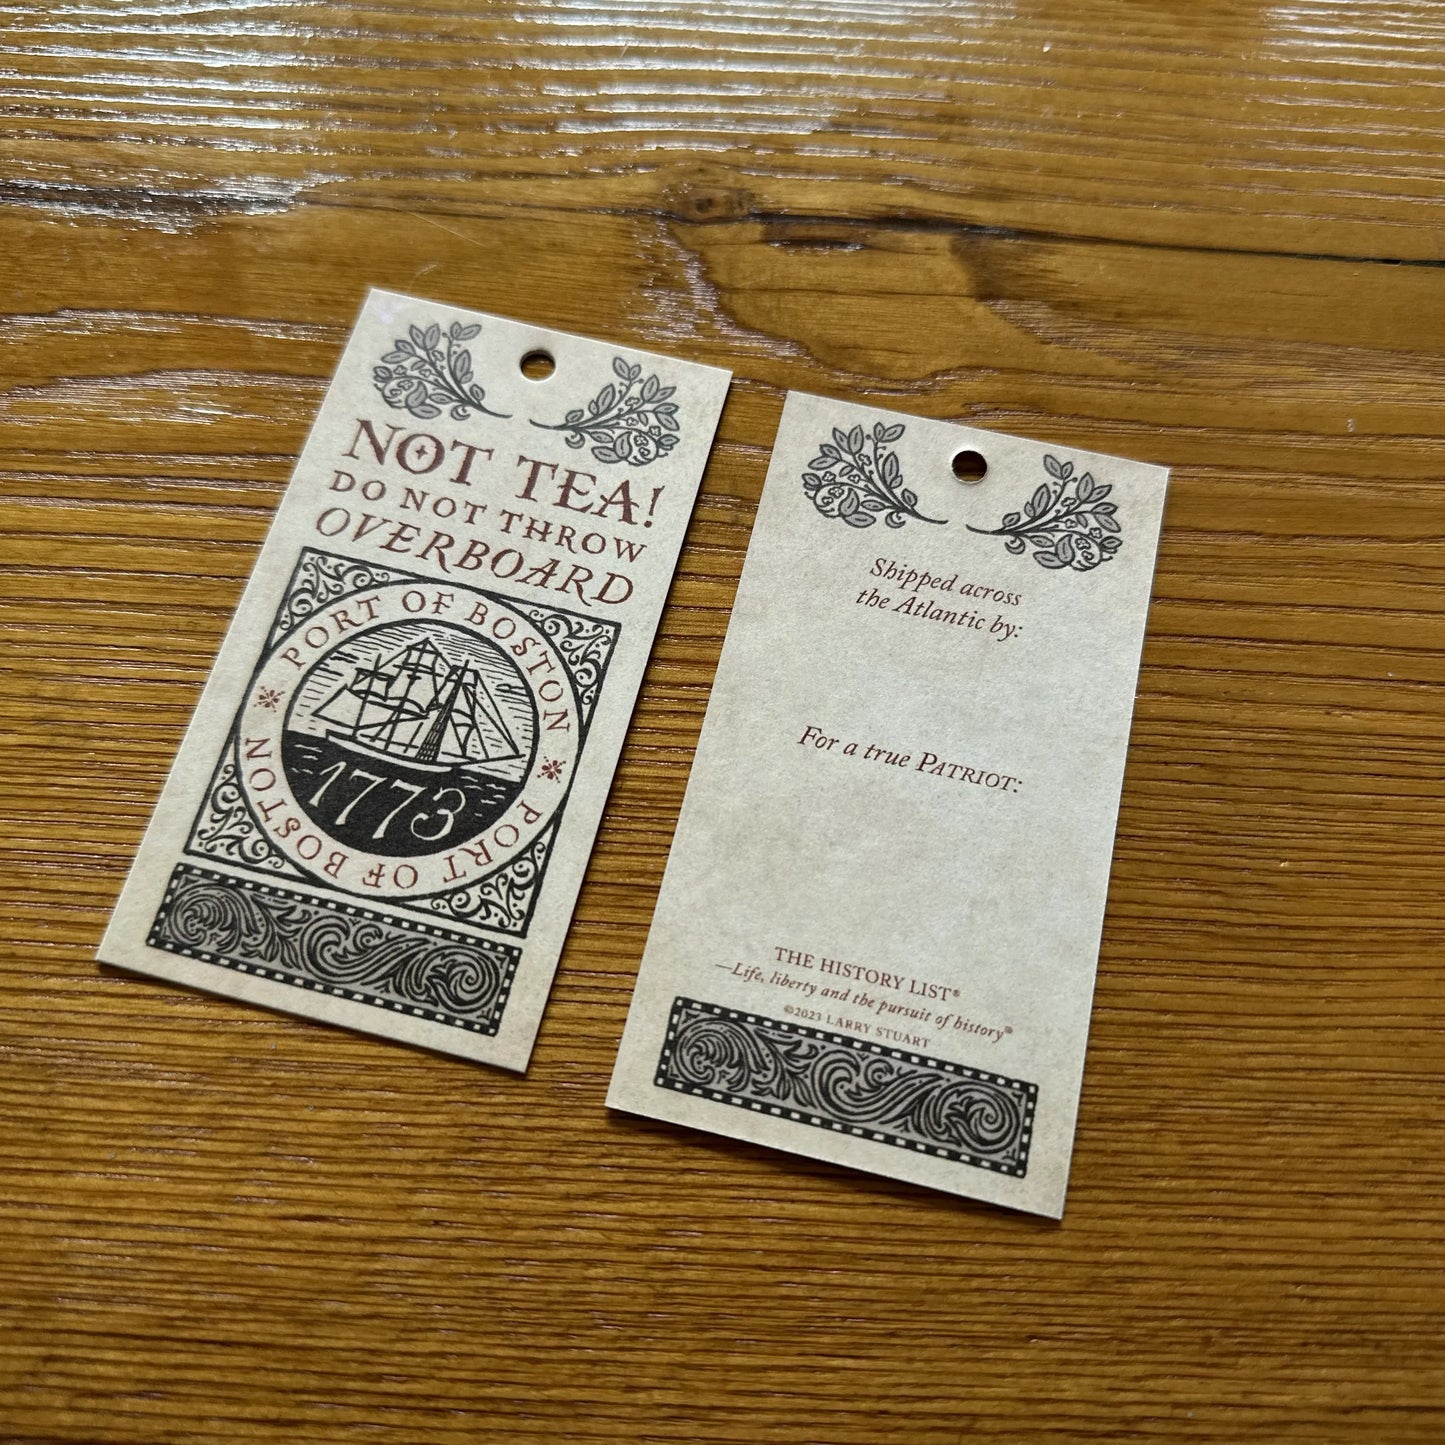 NOT TEA!
DO NOT THROW
OVERBOARD
PORT OF BOSTON
PORT OF BOSTON
1773
Shipped across
the Atlantic by:
For a true PATRIOT:
THE HISTORY LIST®
—Life, liberty and the pursuit of history®
©2023 LARRY STUART